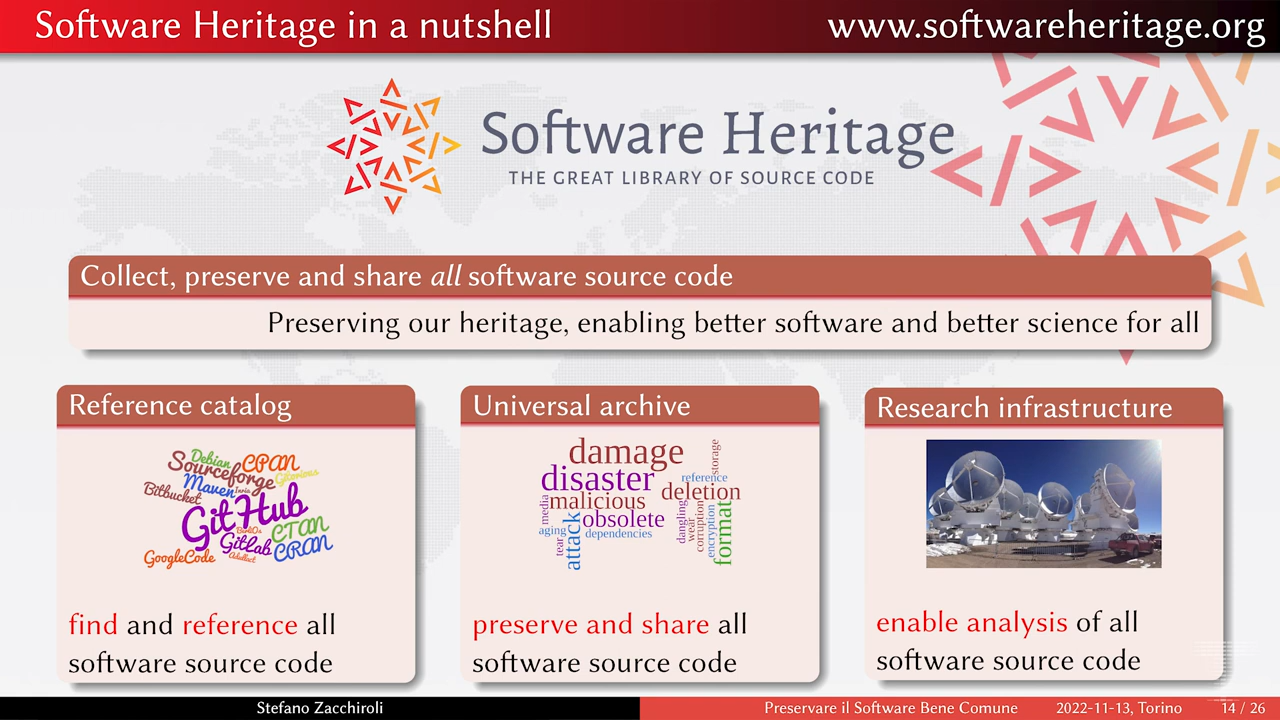 Software Heritage in a nutshell
www.softwareheritage.org
Software Heritage
THE GREAT LIBRARY OF SOURCE CODE
Collect, preserve and share all software source code
Preserving our heritage, enabling better software and better science for all
Reference catalog
Debian
CPAN
Sourceforge
Gitorious
Maven
Inria
Bitbucket
GitHub
CTAN
GitLab
CRAN
GoogleCode
find and reference all
software source code
Universal archive
damage
storage
disaster
reference
malicious
deletion
media
obsolete
aging
dependencies
tear
attack
dangling
wear
corruption
encryption
format
preserve and share all
software source code
Research infrastructure
enable analysis of all
software source code
Stefano Zacchiroli
Preservare il Software Bene Comune
2022-11-13, Torino
14 / 26